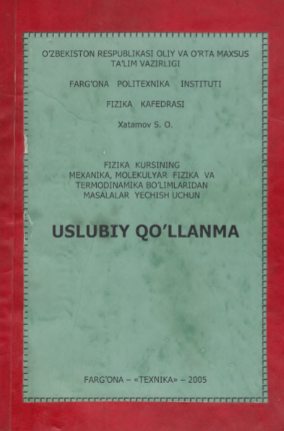 O'ZBEKISTON RESPUBLIKASI OLIY VA O'RTA MAXSUS
TA'LIM VAZIRLIGI
FARG'ONA POLITEXNIKA INSTITUTI
FIZIKA KAFEDRASI
Xatamov S. O.
FIZIKA KURSINING
MEXANIKA, MOLEKULYAR FIZIKA VA
TERMODINAMIKA BO'LIMLARIDAN
MASALALAR YECHISH UCHUN
USLUBIY QO'LLANMA
FARG'ONA – «TEXNIKA» – 2005